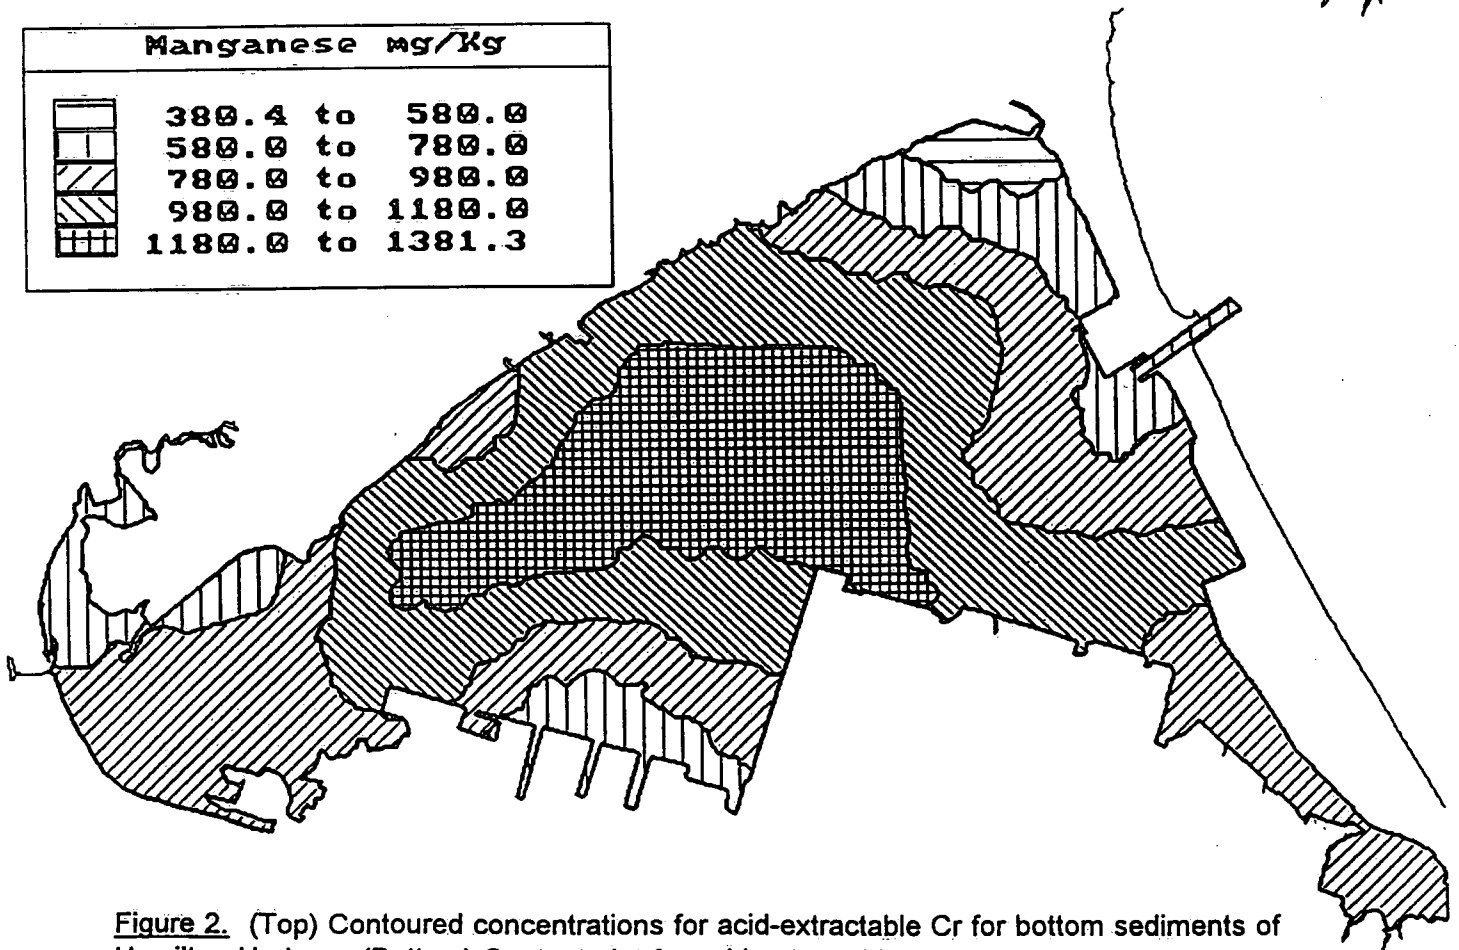 Manganese mg/Kg
380.4 to 580.0
580.0 to 780.0
780.0 to 980.0
980.0 to 1180.0
1180.0 to 1381.3
Figure 2. (Top) Contoured concentrations for acid-extractable Cr for bottom sediments of